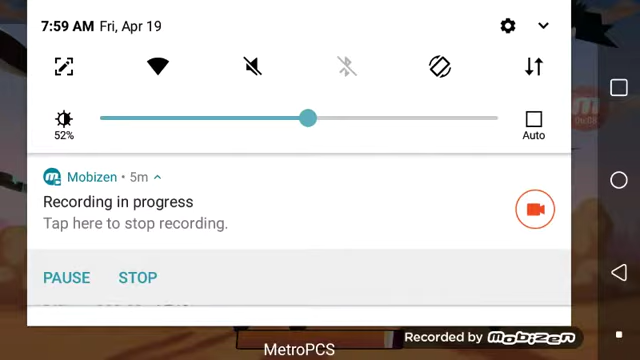 7:59 AM Fri, Apr 19
52%
Auto
Mobizen • 5m
Recording in progress
Tap here to stop recording.
PAUSE STOP
Recorded by MOBIZEN
MetroPCS